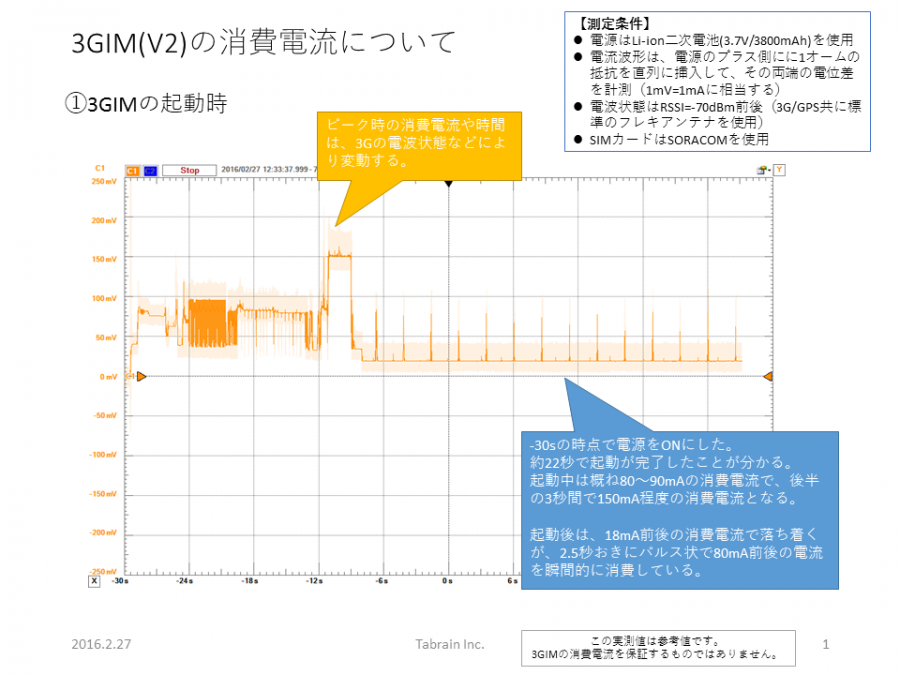 3GIM(V2)の消費電流について
【測定条件】
● 電源はLi-ion二次電池(3.7V/3800mAh)を使用
● 電流波形は、電源のプラス側にに1オームの
抵抗を直列に挿入して、その両端の電位差
を計測（1mV=1mAに相当する）
● 電波状態はRSSI=-70dBm前後（3G/GPS共に標
準のフレキアンテナを使用）
● SIMカードはSORACOMを使用
①3GIMの起動時
ピーク時の消費電流や時間
は、3Gの電波状態などによ
り変動する。
C1
C1 C2 Stop 2016/02/27 12:33:37.999
Y
250 mV
200 mV
150 mV
100 mV
50 mV
0 mV
-50 mV
-100 mV
-150 mV
-200 mV
-250 mV
X -30s -24s -18s -12s -6s 0s 6s
-30sの時点で電源をONにした。
約22秒で起動が完了したことが分かる。
起動中は概ね80～90mAの消費電流で、後半
の3秒間で150mA程度の消費電流となる。
起動後は、18mA前後の消費電流で落ち着く
が、2.5秒おきにパルス状で80mA前後の電流
を瞬間的に消費している。
2016.2.27
Tabrain Inc.
この実測値は参考値です。
3GIMの消費電流を保証するものではありません。
1